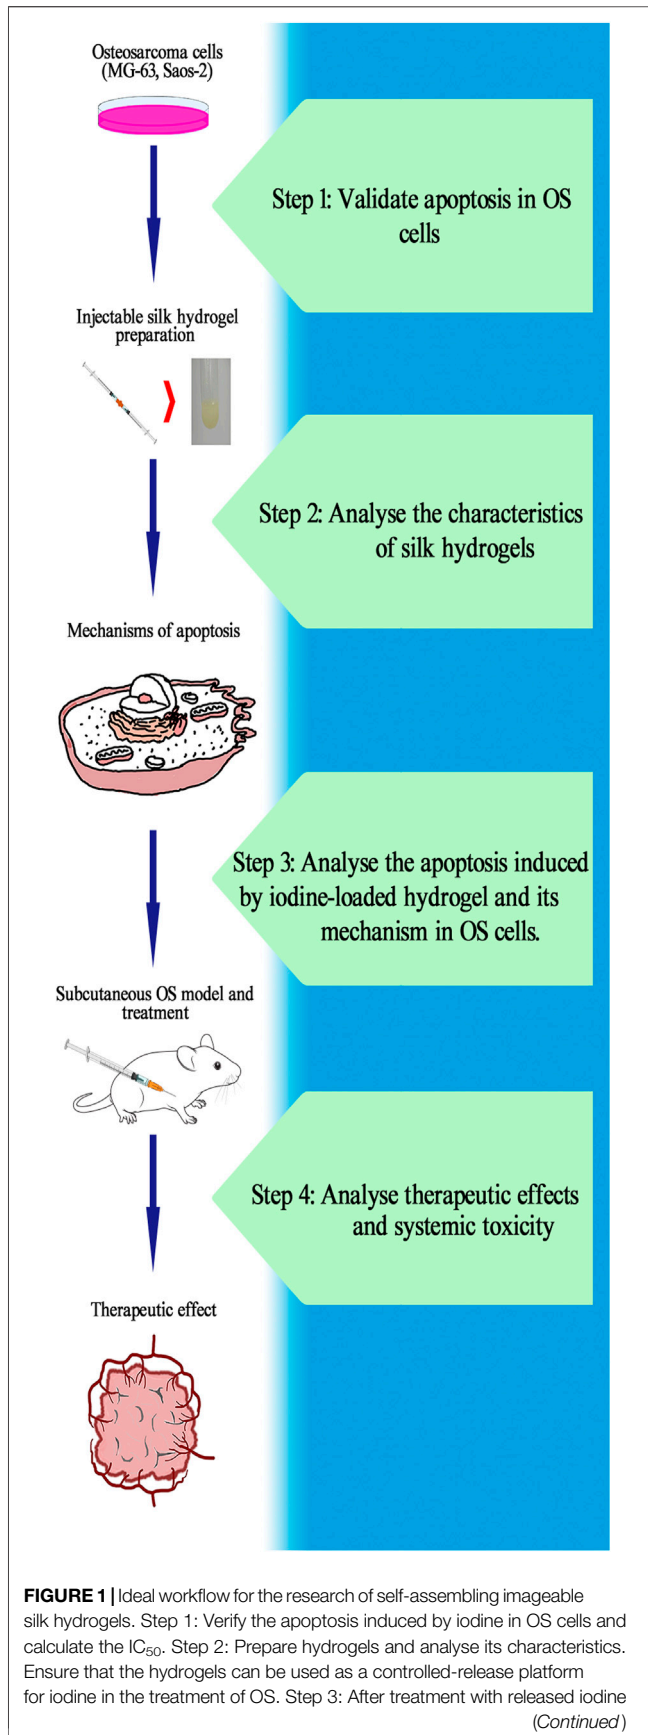 Osteosarcoma cells
(MG-63, Saos-2)
Step 1: Validate apoptosis in OS
cells
Injectable silk hydrogel
preparation
Step 2: Analyse the characteristics
of silk hydrogels
Mechanisms of apoptosis
Step 3: Analyse the apoptosis induced
by iodine-loaded hydrogel and its
mechanism in OS cells.
Subcutaneous OS model and
treatment
Step 4: Analyse therapeutic effects
and systemic toxicity
Therapeutic effect
FIGURE 1 | Ideal workflow for the research of self-assembling imageable
silk hydrogels. Step 1: Verify the apoptosis induced by iodine in OS cells and
calculate the IC₅₀. Step 2: Prepare hydrogels and analyse its characteristics.
Ensure that the hydrogels can be used as a controlled-release platform
for iodine in the treatment of OS. Step 3: After treatment with released iodine
(Continued)